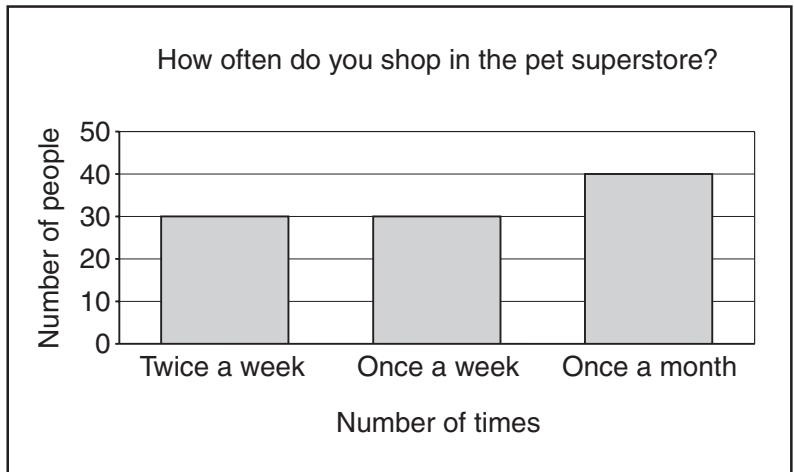 How often do you shop in the pet superstore?
Number of people
50
40
30
20
10
0
Twice a week Once a week Once a month
Number of times